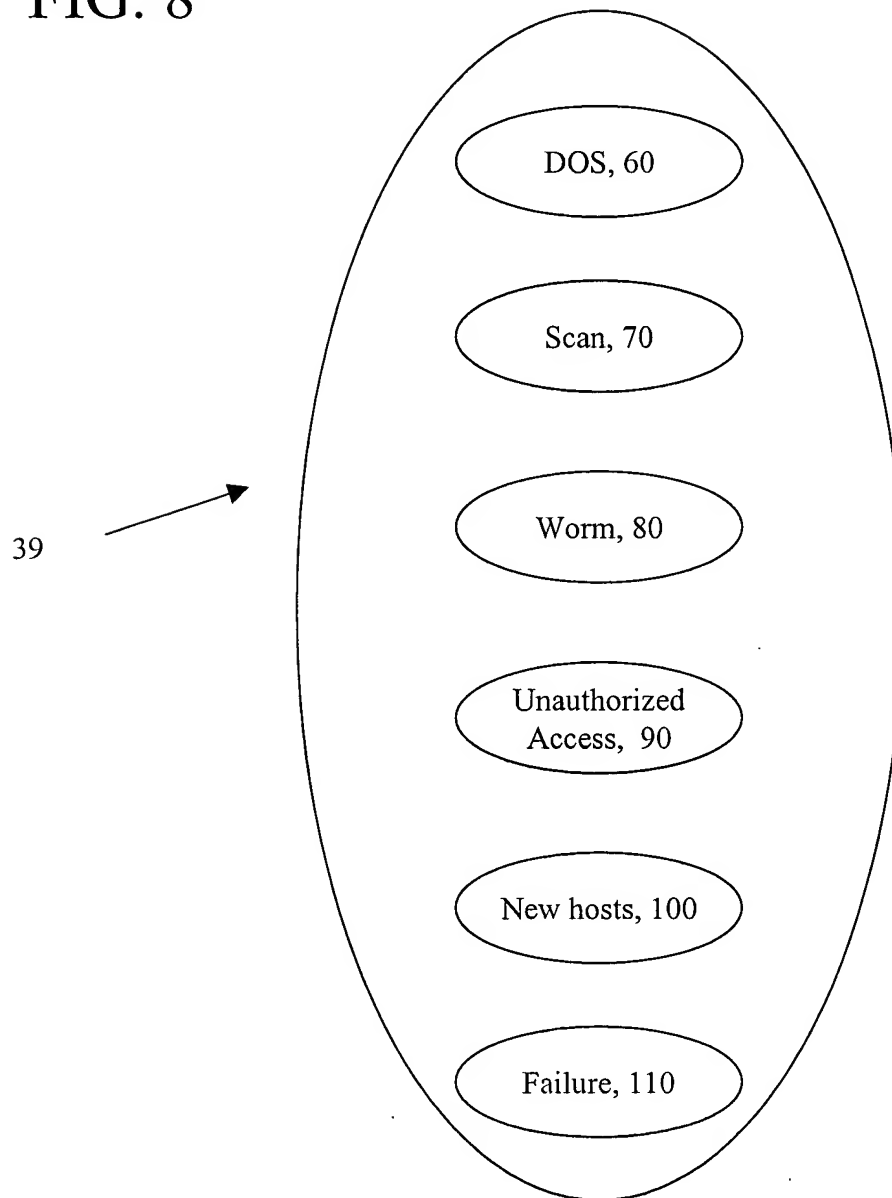 FIG. 8
DOS, 60
Scan, 70
39
Worm, 80
Unauthorized
Access, 90
New hosts, 100
Failure, 110